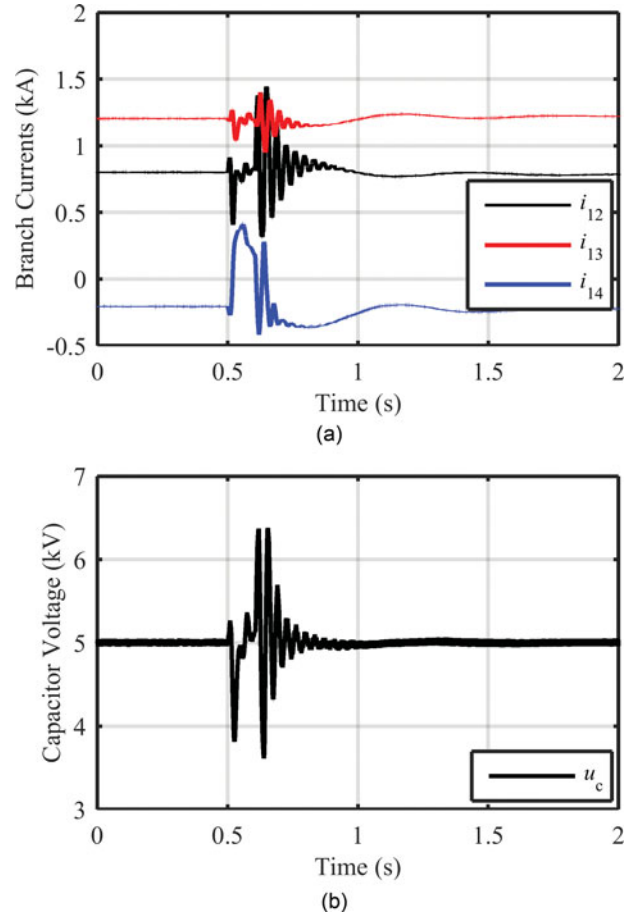 2
1.5
1
0.5
0
-0.5
Branch Currents (kA)
i12
i13
i14
0 0.5 1 1.5 2
Time (s)
(a)
7
6
5
4
3
Capacitor Voltage (kV)
uc
0 0.5 1 1.5 2
Time (s)
(b)